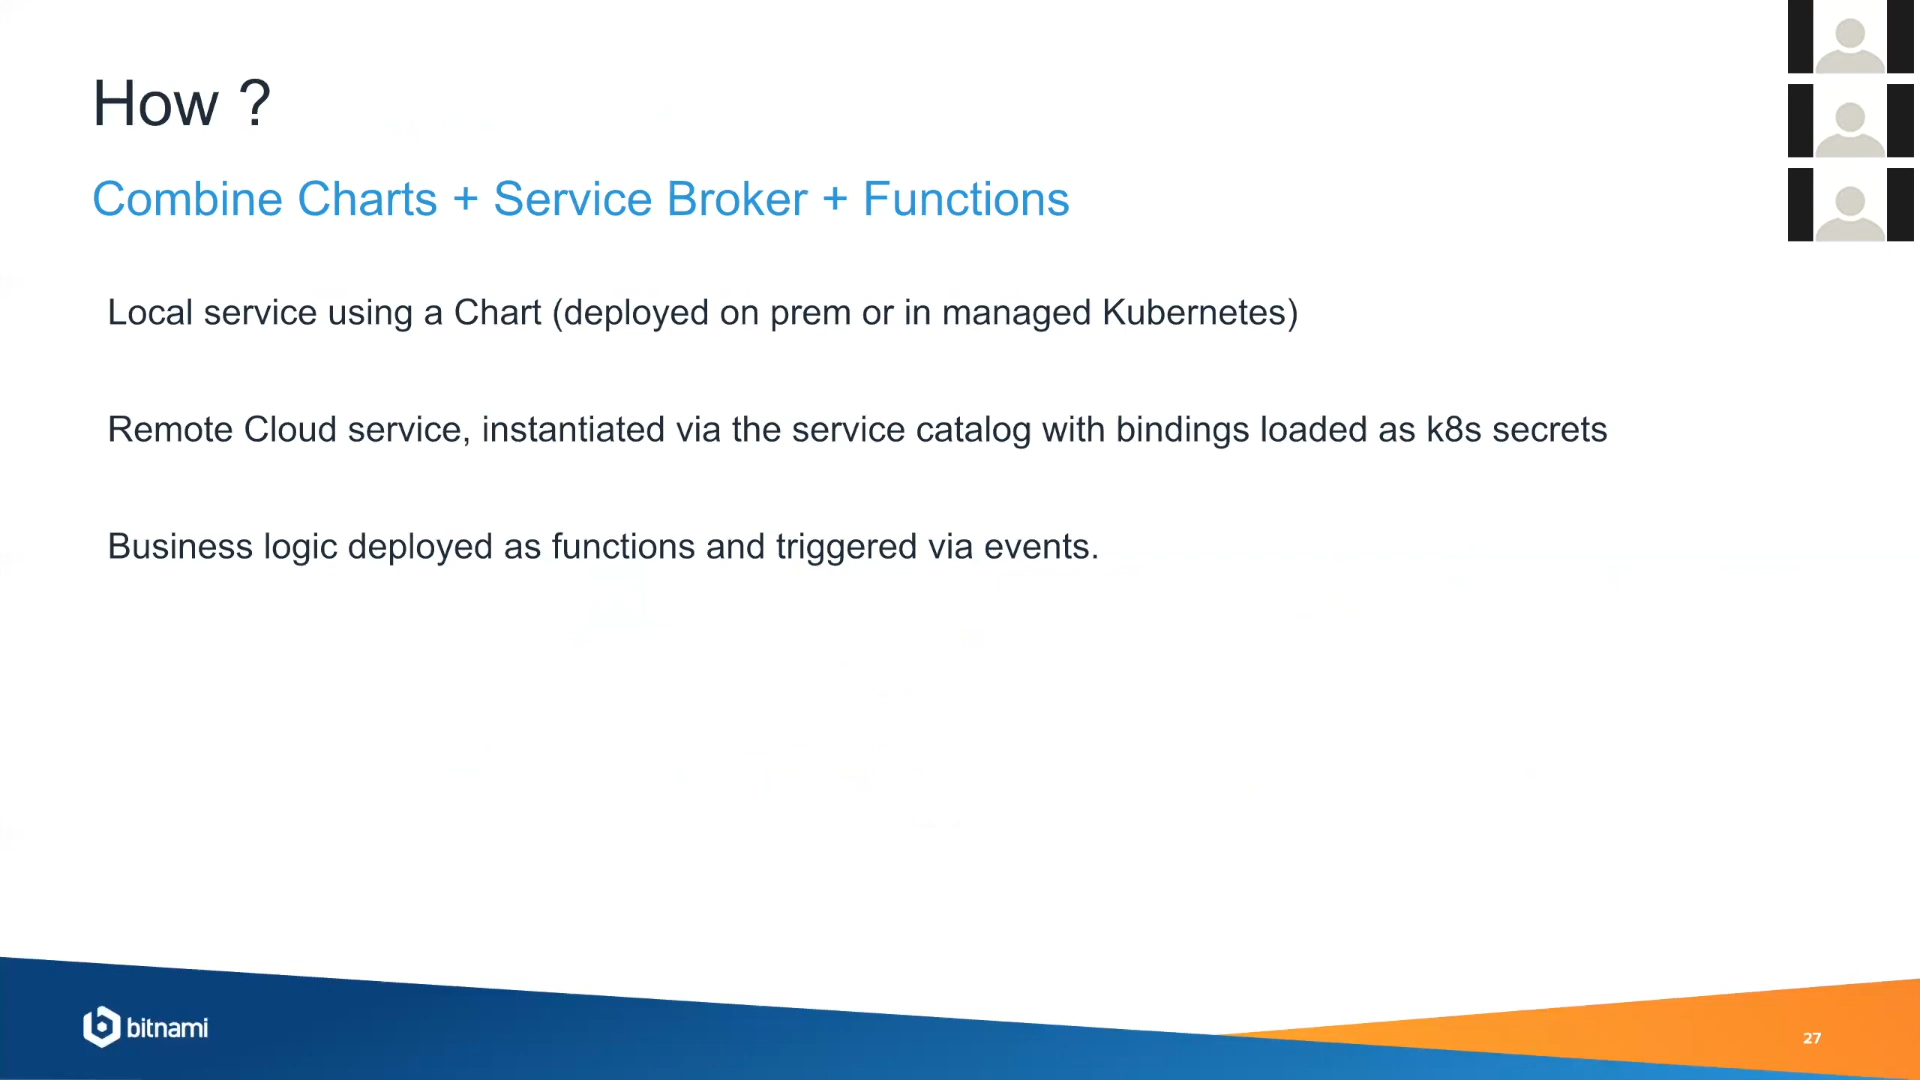 How ?
Combine Charts + Service Broker + Functions
Local service using a Chart (deployed on prem or in managed Kubernetes)
Remote Cloud service, instantiated via the service catalog with bindings loaded as k8s secrets
Business logic deployed as functions and triggered via events.
bitnami
27